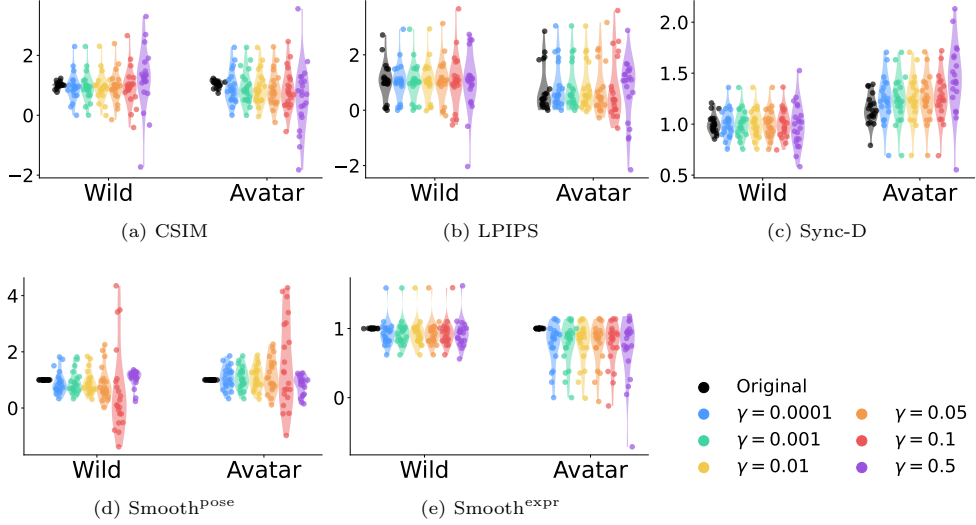 2
0
−2
Wild
Avatar
(a) CSIM
2
0
−2
Wild
Avatar
(b) LPIPS
2.0
1.5
1.0
0.5
Wild
Avatar
(c) Sync-D
4
2
0
Wild
Avatar
(d) Smooth^pose
1
0
Wild
Avatar
(e) Smooth^expr
Original
γ = 0.0001
γ = 0.001
γ = 0.01
γ = 0.05
γ = 0.1
γ = 0.5